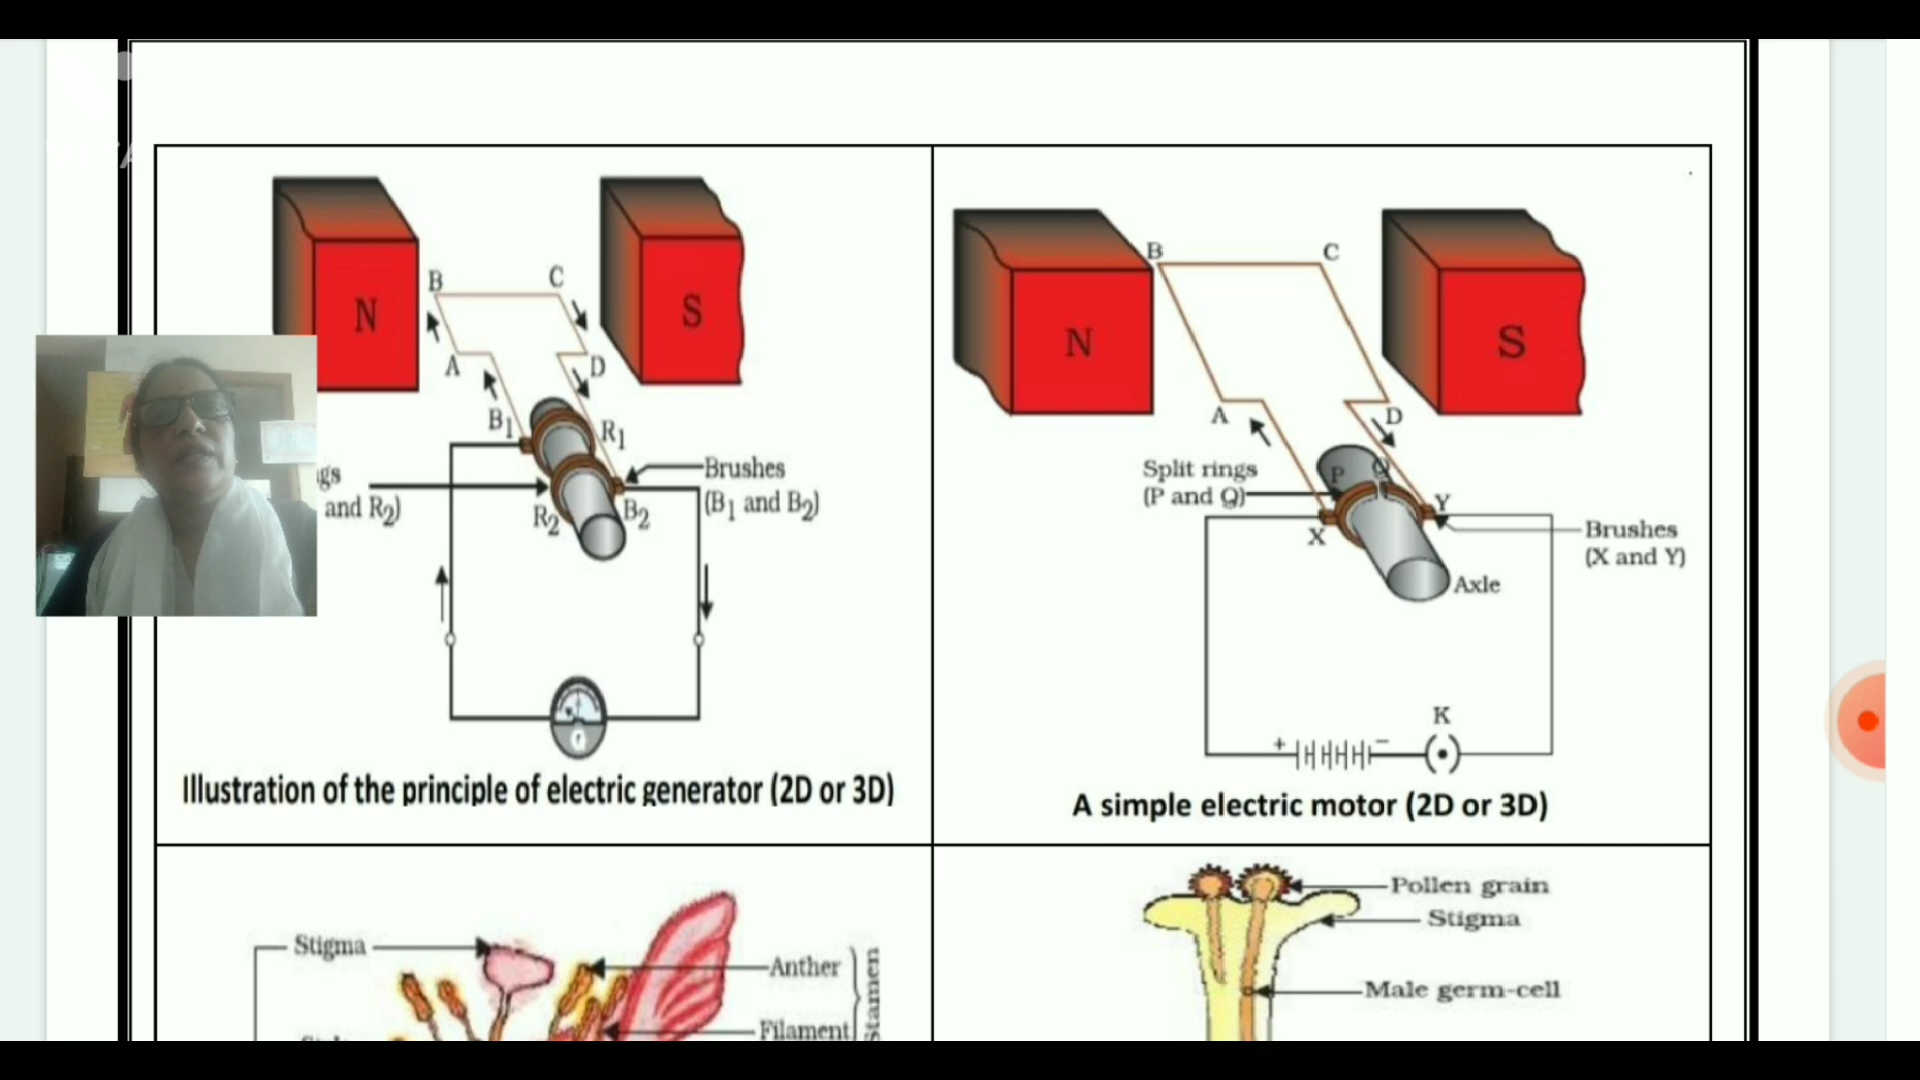 N
S
B
C
A
D
B1
R1
gs
and R2)
Brushes
(B1 and B2)
R2
B2
G
Illustration of the principle of electric generator (2D or 3D)
N
S
B
C
A
D
Split rings
(P and Q)
P
Q
X
Y
Brushes
(X and Y)
Axle
K
+
−
A simple electric motor (2D or 3D)
Stigma
Anther
Filament
Stamen
Pollen grain
Stigma
Male germ-cell